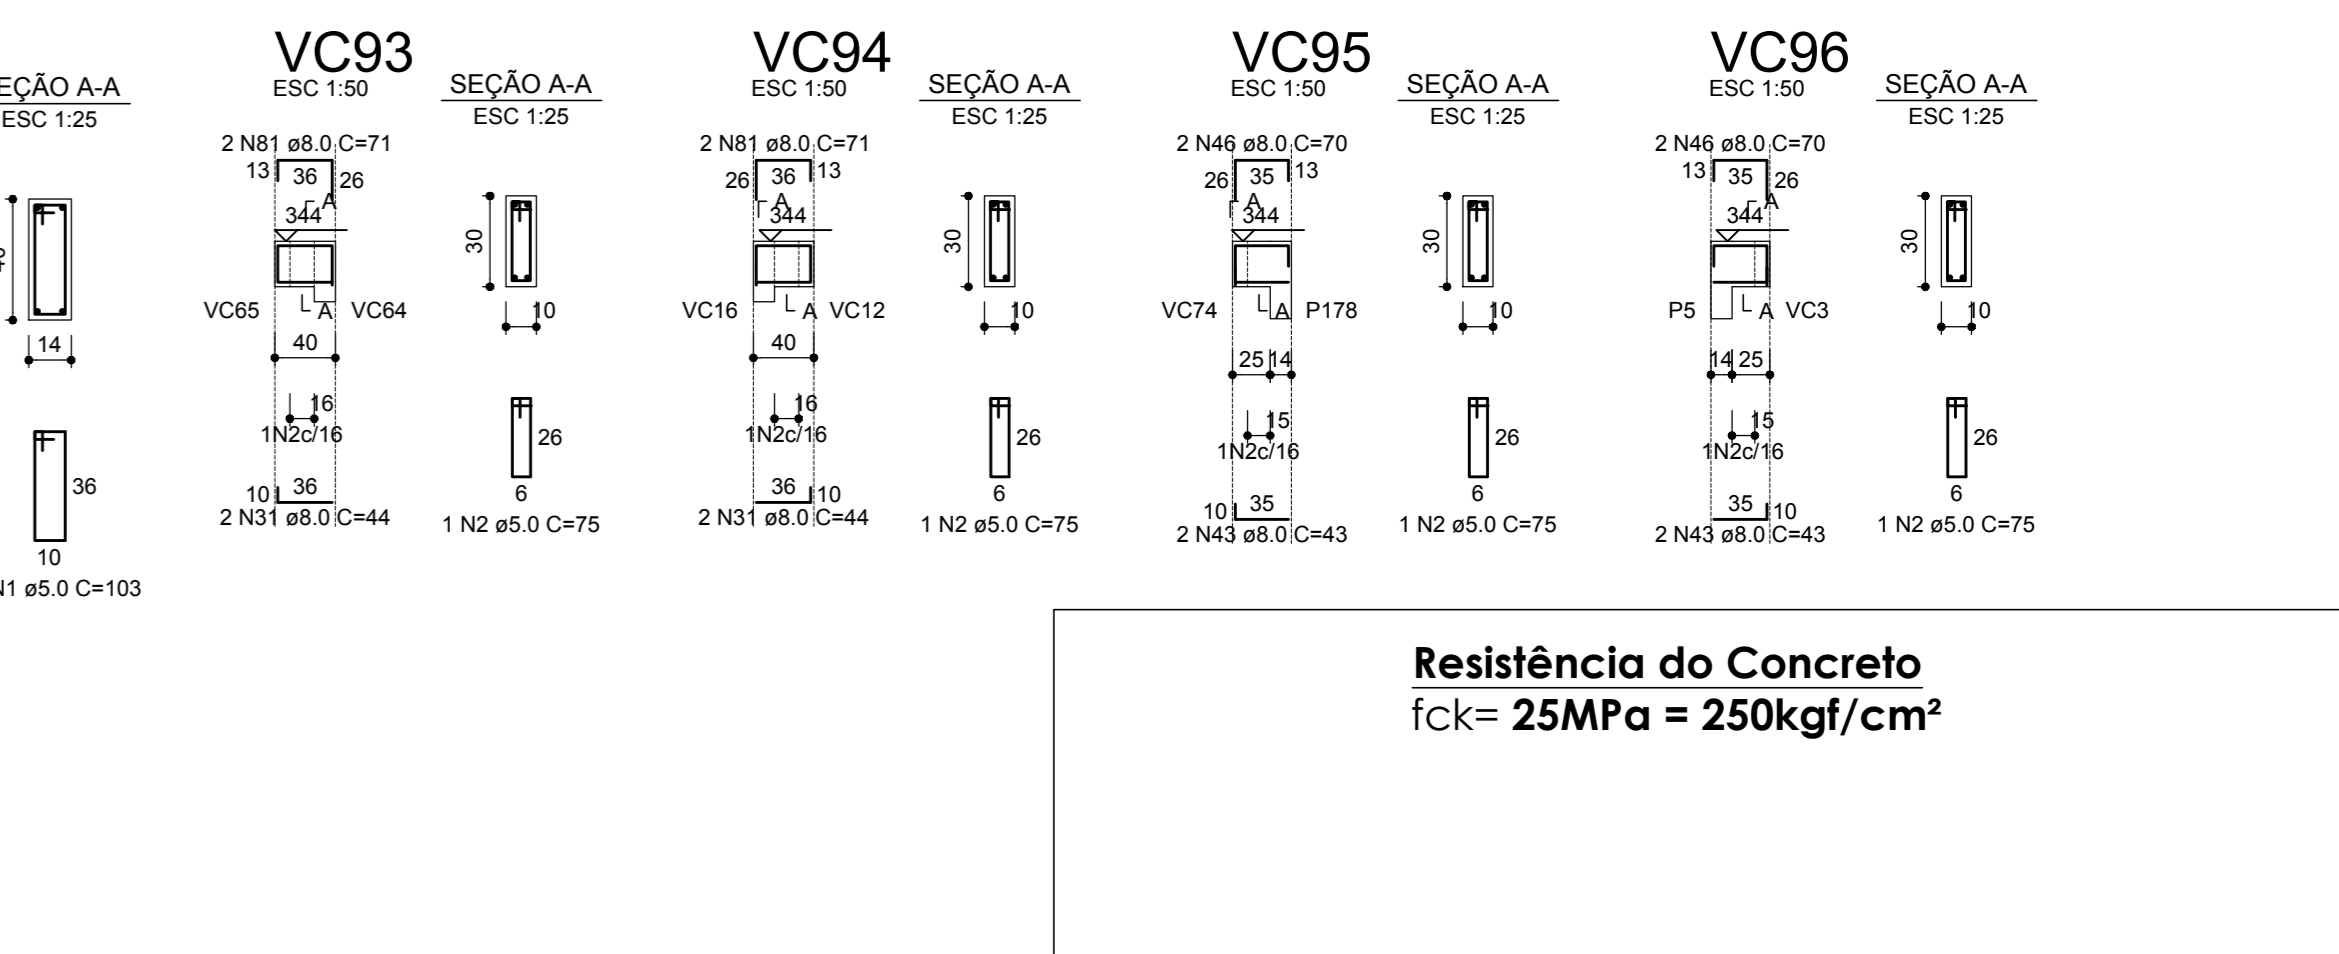 EÇÃO A-A
ESC 1:25
14
36
10
N1 ø5.0 C=103
VC93
ESC 1:50
2 N81 ø8.0 C=71
13
36
26
A
344
VC65
A
VC64
40
16
1N2c/16
10
36
2 N31 ø8.0 C=44
SEÇÃO A-A
ESC 1:25
30
10
26
6
1 N2 ø5.0 C=75
VC94
ESC 1:50
2 N81 ø8.0 C=71
26
36
13
A
344
VC16
A
VC12
40
16
1N2c/16
36
10
2 N31 ø8.0 C=44
SEÇÃO A-A
ESC 1:25
30
10
26
6
1 N2 ø5.0 C=75
VC95
ESC 1:50
2 N46 ø8.0 C=70
26
35
13
A
344
VC74
A
P178
25
14
15
1N2c/16
10
35
2 N43 ø8.0 C=43
SEÇÃO A-A
ESC 1:25
30
10
26
6
1 N2 ø5.0 C=75
VC96
ESC 1:50
2 N46 ø8.0 C=70
13
35
26
A
344
P5
A
VC3
14
25
15
1N2c/16
35
10
2 N43 ø8.0 C=43
SEÇÃO A-A
ESC 1:25
30
10
26
6
1 N2 ø5.0 C=75
Resistência do Concreto
fck= 25MPa = 250kgf/cm²